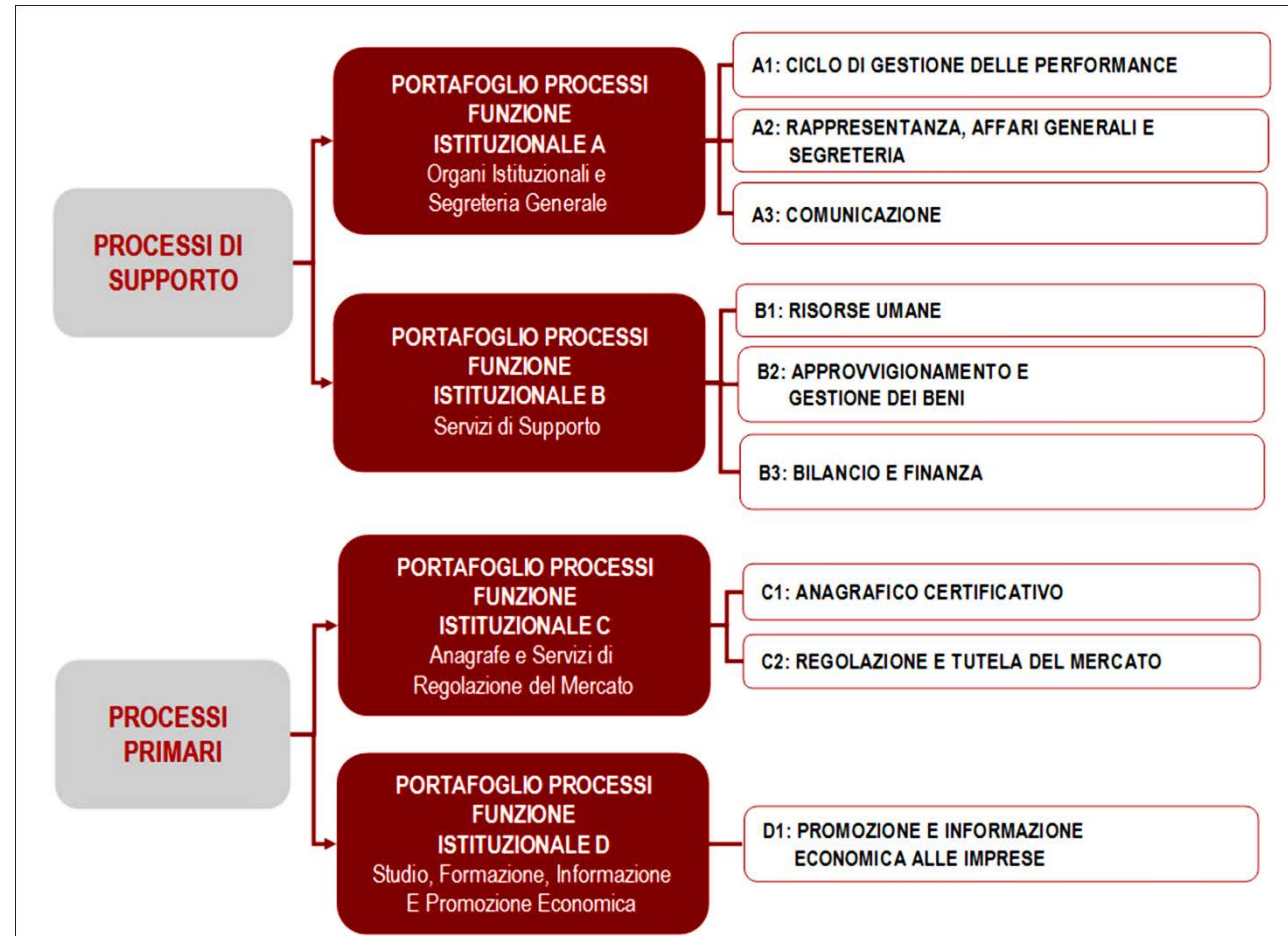 PROCESSI DI
SUPPORTO
PORTAFOGLIO PROCESSI
FUNZIONE
ISTITUZIONALE A
Organi Istituzionali e
Segreteria Generale
A1: CICLO DI GESTIONE DELLE PERFORMANCE
A2: RAPPRESENTANZA, AFFARI GENERALI E
SEGRETERIA
A3: COMUNICAZIONE
PORTAFOGLIO PROCESSI
FUNZIONE
ISTITUZIONALE B
Servizi di Supporto
B1: RISORSE UMANE
B2: APPROVVIGIONAMENTO E
GESTIONE DEI BENI
B3: BILANCIO E FINANZA
PROCESSI
PRIMARI
PORTAFOGLIO PROCESSI
FUNZIONE
ISTITUZIONALE C
Anagrafe e Servizi di
Regolazione del Mercato
C1: ANAGRAFICO CERTIFICATIVO
C2: REGOLAZIONE E TUTELA DEL MERCATO
PORTAFOGLIO PROCESSI
FUNZIONE
ISTITUZIONALE D
Studio, Formazione, Informazione
E Promozione Economica
D1: PROMOZIONE E INFORMAZIONE
ECONOMICA ALLE IMPRESE